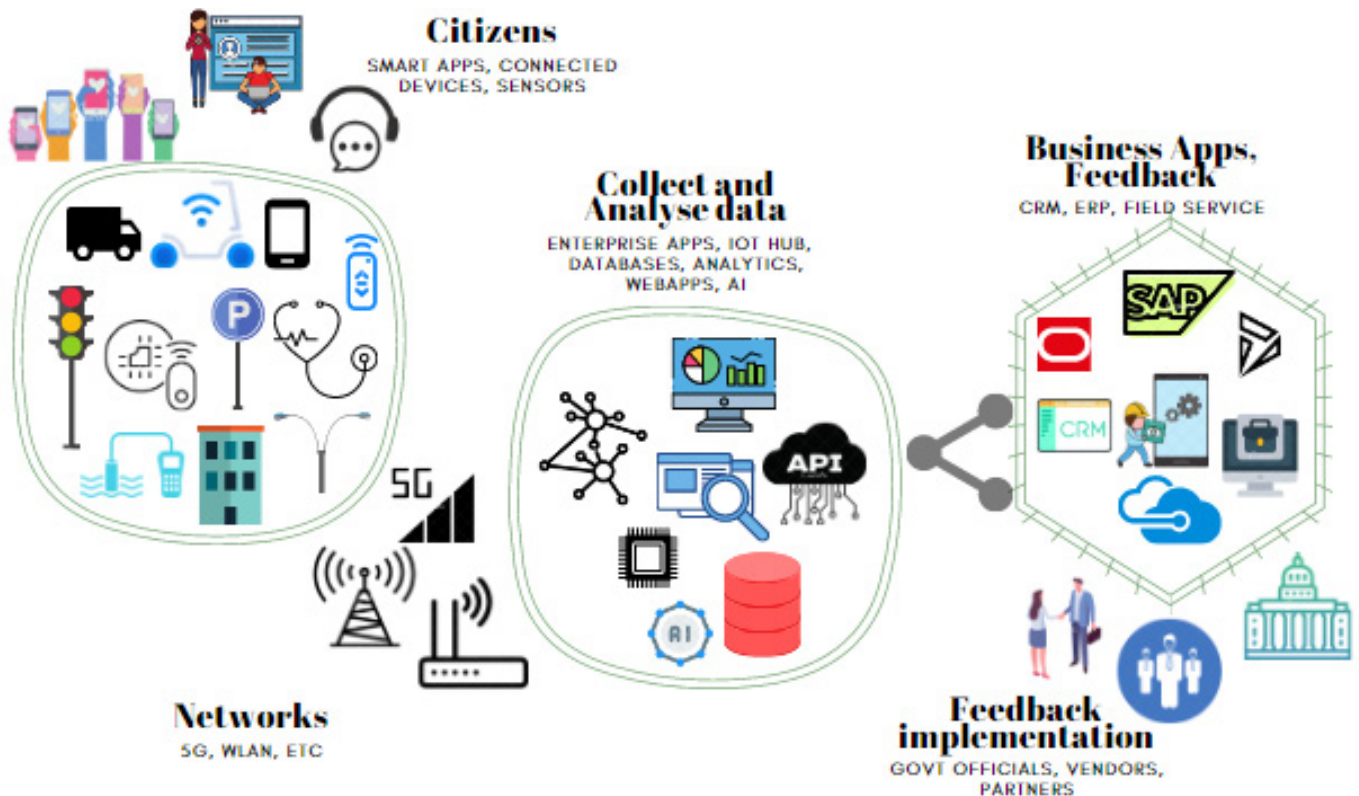 Citizens
SMART APPS, CONNECTED
DEVICES, SENSORS
Collect and
Analyse data
ENTERPRISE APPS, IOT HUB,
DATABASES, ANALYTICS,
WEBAPPS, AI
Business Apps,
Feedback
CRM, ERP, FIELD SERVICE
P
5G
API
AI
SAP
CRM
Networks
5G, WLAN, ETC
Feedback
implementation
GOVT OFFICIALS, VENDORS,
PARTNERS